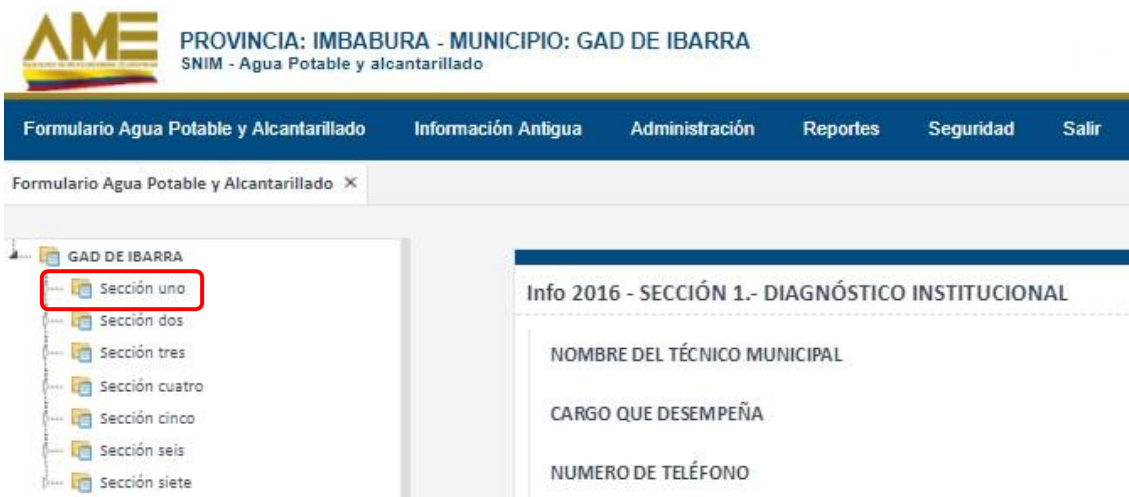 AME
PROVINCIA: IMBABURA - MUNICIPIO: GAD DE IBARRA
SNIM - Agua Potable y alcantarillado
Formulario Agua Potable y Alcantarillado Información Antigua Administración Reportes Seguridad Salir
Formulario Agua Potable y Alcantarillado ×
GAD DE IBARRA
Sección uno
Sección dos
Sección tres
Sección cuatro
Sección cinco
Sección seis
Sección siete
Info 2016 - SECCIÓN 1.- DIAGNÓSTICO INSTITUCIONAL
NOMBRE DEL TÉCNICO MUNICIPAL
CARGO QUE DESEMPEÑA
NUMERO DE TELÉFONO